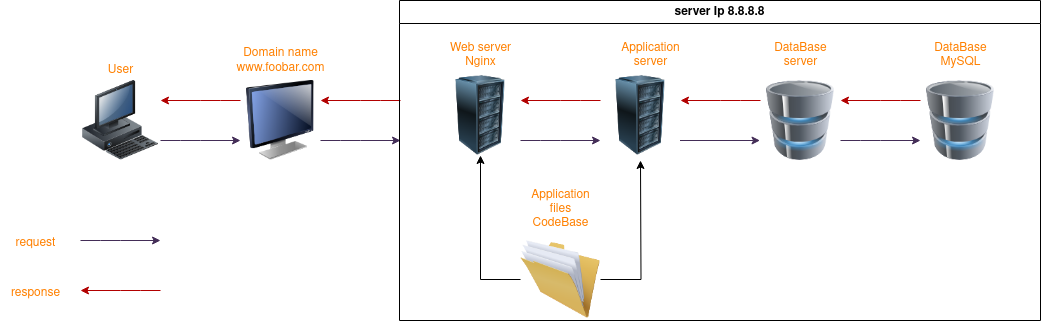 server Ip 8.8.8.8
User
Domain name
www.foobar.com
Web server
Nginx
Application
server
DataBase
server
DataBase
MySQL
Application
files
CodeBase
request
response